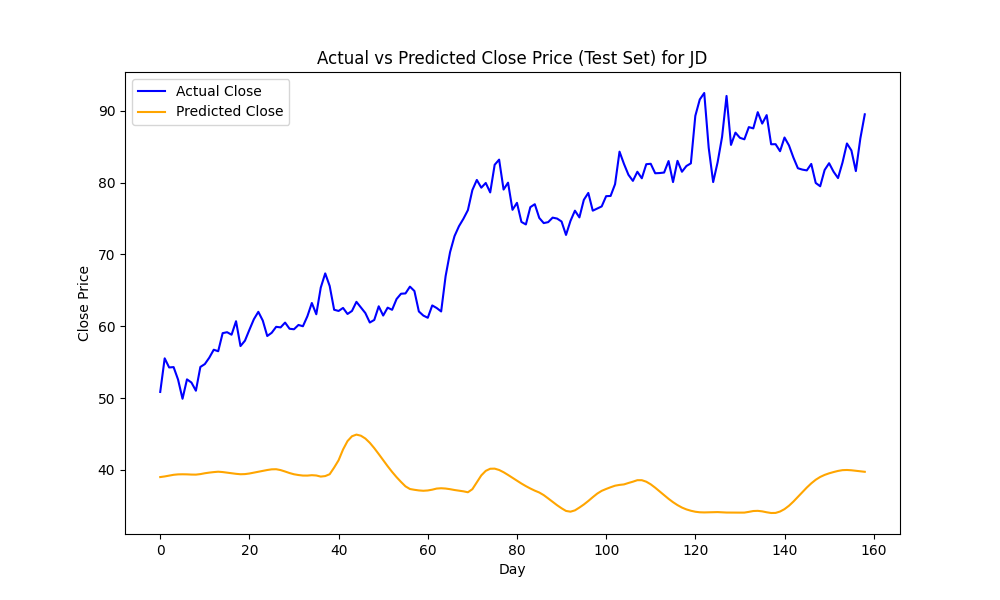 Actual vs Predicted Close Price (Test Set) for JD
Actual Close
Predicted Close
Close Price
90
80
70
60
50
40
0 20 40 60 80 100 120 140 160
Day